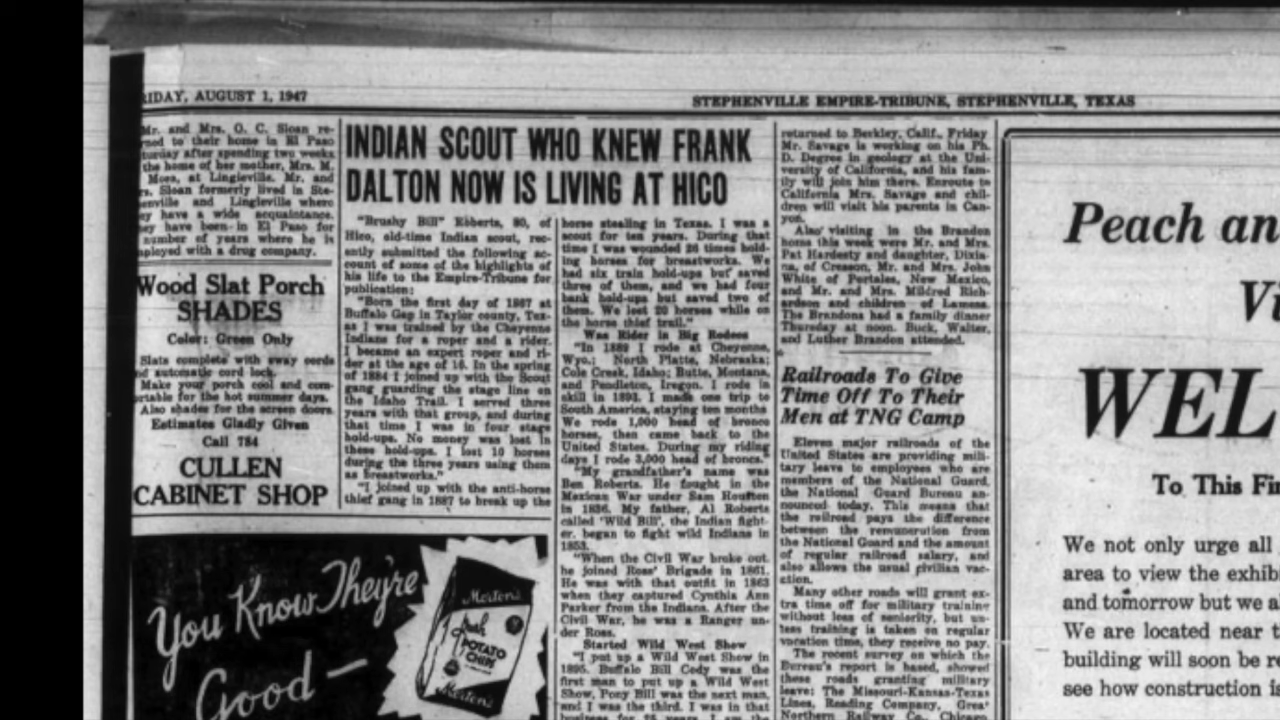 RIDAY, AUGUST 1, 1947
STEPHENVILLE EMPIRE-TRIBUNE, STEPHENVILLE, TEXAS
Mr. and Mrs. O. C. Sloan re-
ned to their home in El Paso
turday after spending two weeks
the home of her mother, Mrs. M.
Moss, at Lingleville. Mr. and
rs. Sloan formerly lived in Ste-
enville and Lingleville where
ey have a wide acquaintance.
ey have been in El Paso for
number of years where he is
ployed with a drug company.
Wood Slat Porch
SHADES
Color: Green Only
Slats complete with sway cords
d automatic cord lock.
Make your porch cool and com-
ortable for the hot summer days.
Also shades for the screen doors.
Estimates Gladly Given
Call 784
CULLEN
CABINET SHOP
You Know They're
Good —
Morton's
fresh
POTATO
CHIPS
Morton's
INDIAN SCOUT WHO KNEW FRANK
DALTON NOW IS LIVING AT HICO
"Brushy Bill" Roberts, 80, of
Hico, old-time Indian scout, rec-
ently submitted the following ac-
count of some of the highlights of
his life to the Empire-Tribune for
publication:
"Born the first day of 1867 at
Buffalo Gap in Taylor county, Tex-
as I was trained by the Cheyenne
Indians for a roper and a rider.
I became an expert roper and ri-
der at the age of 16. In the spring
of 1884 I joined up with the Scout
gang guarding the stage line on
the Idaho Trail. I served three
years with that group, and during
that time I was in four stage
hold-ups. No money was lost in
these hold-ups. I lost 10 horses
during the three years using them
as breastworks."
"I joined up with the anti-horse
thief gang in 1887 to break up the
horse stealing in Texas. I was a
scout for ten years. During that
time I was wounded 26 times hold-
ing horses for breastworks. We
had six train hold-ups but saved
three of them, and we had four
bank hold-ups but saved two of
them. We lost 20 horses while on
the horse thief trail."
Was Rider in Big Rodeos
"In 1889 I rode at Cheyenne,
Wyo.; North Platte, Nebraska;
Cole Creek, Idaho; Butte, Montana,
and Pendleton, Iregon. I rode in
skill in 1893. I made one trip to
South America, staying ten months
We rode 1,000 head of bronco
horses, then came back to the
United States. During my riding
days I rode 3,000 head of broncs."
"My grandfather's name was
Ben Roberts. He fought in the
Mexican War under Sam Houston
in 1836. My father, Al Roberts
called 'Wild Bill', the Indian fight-
er, began to fight wild Indians in
1853.
"When the Civil War broke out,
he joined Ross' Brigade in 1861.
He was with that outfit in 1863
when they captured Cynthia Ann
Parker from the Indians. After the
Civil War, he was a Ranger un-
der Ross.
Started Wild West Show
"I put up a Wild West Show in
1895. Buffalo Bill Cody was the
first man to put up a Wild West
Show, Pony Bill was the next man,
and I was the third. I was in that
business for 25 years. I am the
returned to Berkley, Calif., Friday
Mr. Savage is working on his Ph.
D. Degree in geology at the Uni-
versity of California, and his fam-
ily will join him there. Enroute to
California Mrs. Savage and chil-
dren will visit his parents in Can-
yon.
Also visiting in the Brandon
home this week were Mr. and Mrs.
Pat Hardesty and daughter, Dixia-
na, of Cresson, Mr. and Mrs. John
White of Portales, New Mexico,
and Mr. and Mrs. Mildred Rich-
ardson and children of Lamesa.
The Brandons had a family dinner
Thursday at noon. Buck, Walter,
and Luther Brandon attended.
Railroads To Give
Time Off To Their
Men at TNG Camp
Eleven major railroads of the
United States are providing mili-
tary leave to employees who are
members of the National Guard,
the National Guard Bureau an-
nounced today. This means that
the railroad pays the difference
between the remuneration from
the National Guard and the amount
of regular railroad salary, and
also allows the usual civilian vac-
ation.
Many other roads will grant ex-
tra time off for military training
without loss of seniority, but un-
less training is taken on regular
vacation time, they receive no pay.
The recent survey on which the
Bureau's report is based, showed
these roads granting military
leave: The Missouri-Kansas-Texas
Lines, Reading Company, Great
Northern Railway Co., Chicago,
Peach an
Vi
WEL
To This Fir
We not only urge all
area to view the exhibi
and tomorrow but we al
We are located near t
building will soon be re
see how construction is